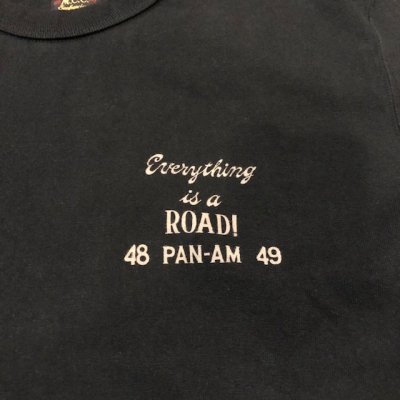 Everything
is a
ROAD!
48 PAN-AM 49